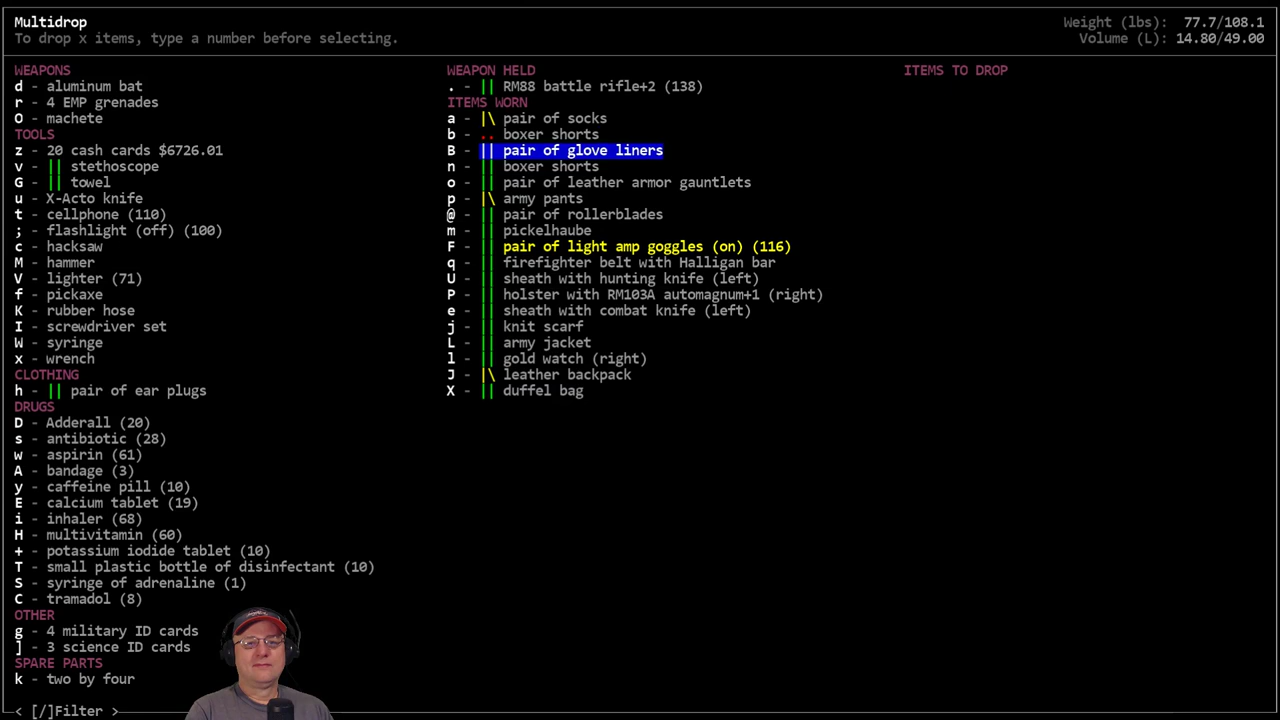 Multidrop
To drop x items, type a number before selecting.
Weight (lbs): 77.7/108.1
Volume (L): 14.80/49.00
WEAPONS
d - aluminum bat
r - 4 EMP grenades
O - machete
TOOLS
z - 20 cash cards $6726.01
v - || stethoscope
G - || towel
u - X-Acto knife
t - cellphone (110)
; - flashlight (off) (100)
c - hacksaw
M - hammer
V - || lighter (71)
f - pickaxe
K - rubber hose
I - screwdriver set
W - syringe
x - wrench
CLOTHING
h - || pair of ear plugs
DRUGS
D - Adderall (20)
s - antibiotic (28)
w - aspirin (61)
A - bandage (3)
y - caffeine pill (10)
E - calcium tablet (19)
i - inhaler (68)
H - multivitamin (60)
+ - potassium iodide tablet (10)
T - small plastic bottle of disinfectant (10)
S - syringe of adrenaline (1)
C - tramadol (8)
OTHER
g - 4 military ID cards
] - 3 science ID cards
SPARE PARTS
k - two by four
WEAPON HELD
. - || RM88 battle rifle+2 (138)
ITEMS WORN
a - |\ pair of socks
b - .. boxer shorts
B - || pair of glove liners
n - || boxer shorts
o - || pair of leather armor gauntlets
p - |\ army pants
@ - || pair of rollerblades
m - || pickelhaube
F - || pair of light amp goggles (on) (116)
q - || firefighter belt with Halligan bar
U - || sheath with hunting knife (left)
P - || holster with RM103A automagnum+1 (right)
e - || sheath with combat knife (left)
j - || knit scarf
L - || army jacket
l - || gold watch (right)
J - |\ leather backpack
X - || duffel bag
ITEMS TO DROP
< [/]Filter >